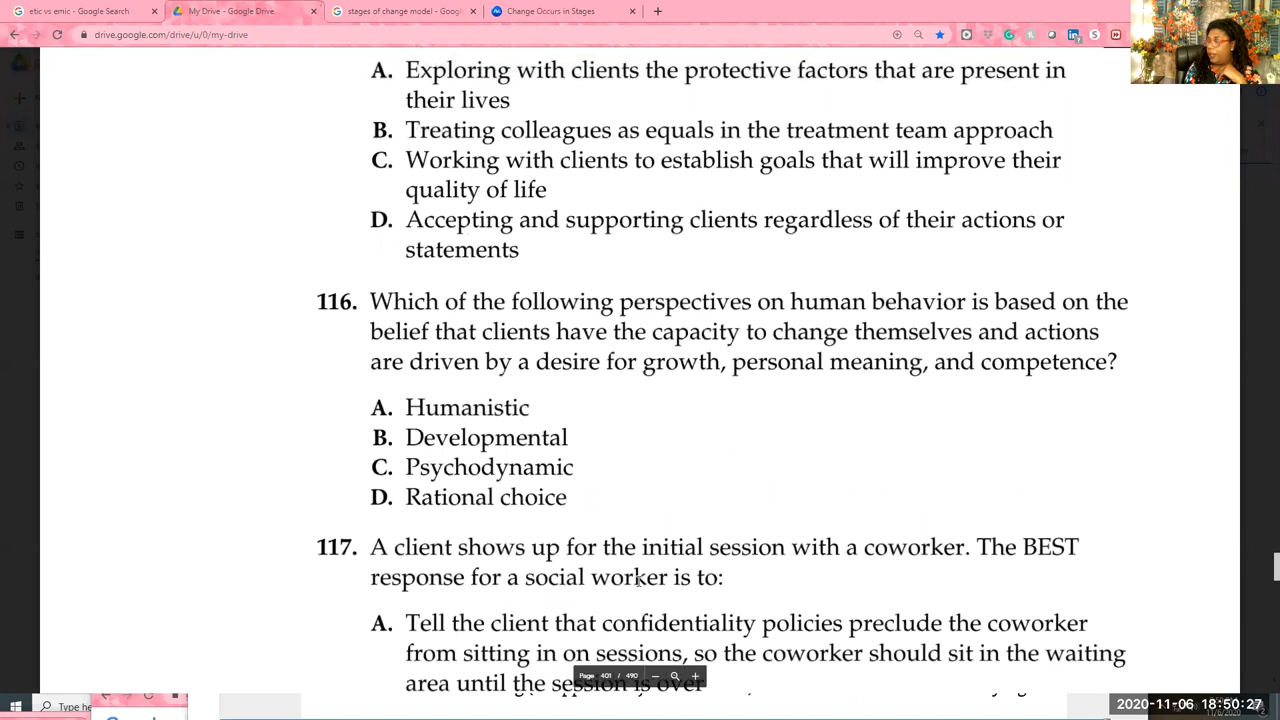 etic vs emic - Google Search
My Drive - Google Drive
stages of change model - Googl
Change Occurs in Stages
drive.google.com/drive/u/0/my-drive
A. Exploring with clients the protective factors that are present in
their lives
B. Treating colleagues as equals in the treatment team approach
C. Working with clients to establish goals that will improve their
quality of life
D. Accepting and supporting clients regardless of their actions or
statements
116. Which of the following perspectives on human behavior is based on the
belief that clients have the capacity to change themselves and actions
are driven by a desire for growth, personal meaning, and competence?
A. Humanistic
B. Developmental
C. Psychodynamic
D. Rational choice
117. A client shows up for the initial session with a coworker. The BEST
response for a social worker is to:
A. Tell the client that confidentiality policies preclude the coworker
from sitting in on sessions, so the coworker should sit in the waiting
area until the session is over
Page 401 / 490
Type here
2020-11-06 18:50:27